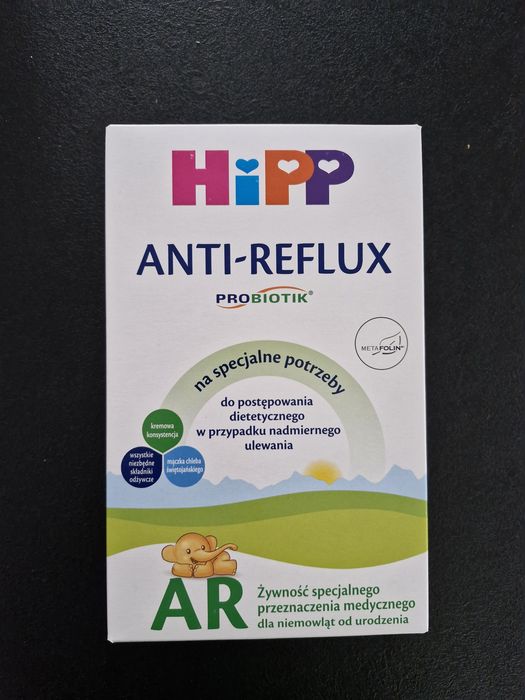 HiPP
ANTI-REFLUX
PROBIOTIK®
METAFOLIN
na specjalne potrzeby
do postępowania
dietetycznego
w przypadku nadmiernego
ulewania
kremowa
konsystencja
wszystkie
niezbędne
składniki
odżywcze
mączka chleba
świętojańskiego
AR
Żywność specjalnego
przeznaczenia medycznego
dla niemowląt od urodzenia